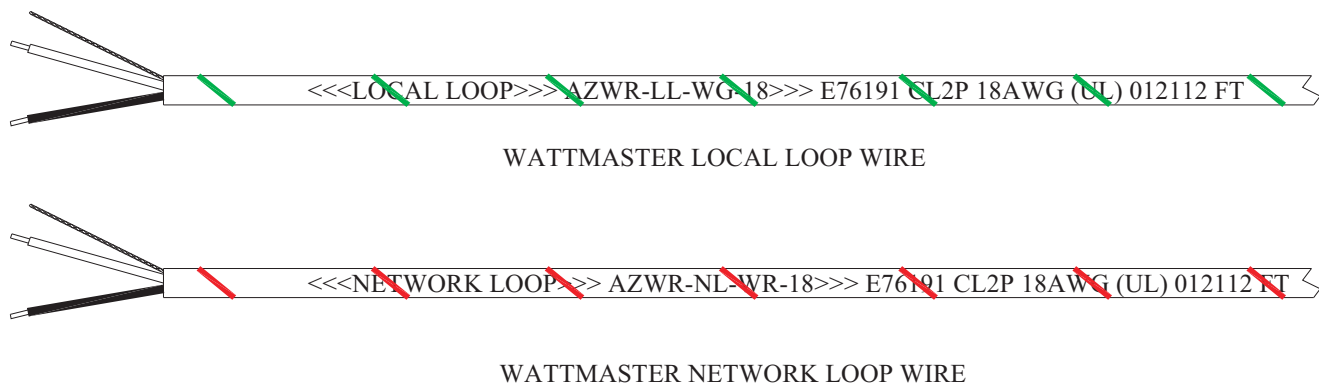 <<<LOCAL LOOP>>> AZWR-LL-WG-18>>> E76191 CL2P 18AWG (UL) 012112 FT
WATTMASTER LOCAL LOOP WIRE
<<<NETWORK LOOP>>> AZWR-NL-WR-18>>> E76191 CL2P 18AWG (UL) 012112 FT
WATTMASTER NETWORK LOOP WIRE